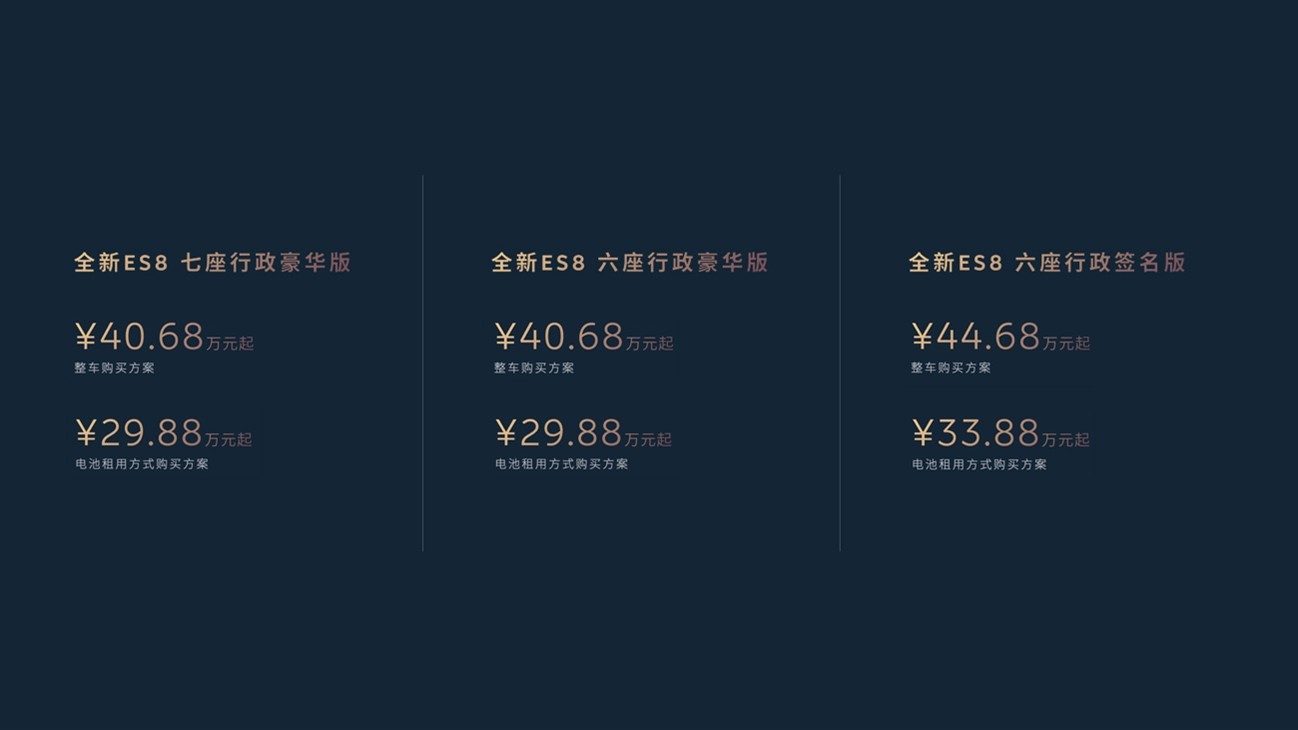 全新ES8 七座行政豪华版
¥40.68万元起
整车购买方案
¥29.88万元起
电池租用方式购买方案
全新ES8 六座行政豪华版
¥40.68万元起
整车购买方案
¥29.88万元起
电池租用方式购买方案
全新ES8 六座行政签名版
¥44.68万元起
整车购买方案
¥33.88万元起
电池租用方式购买方案